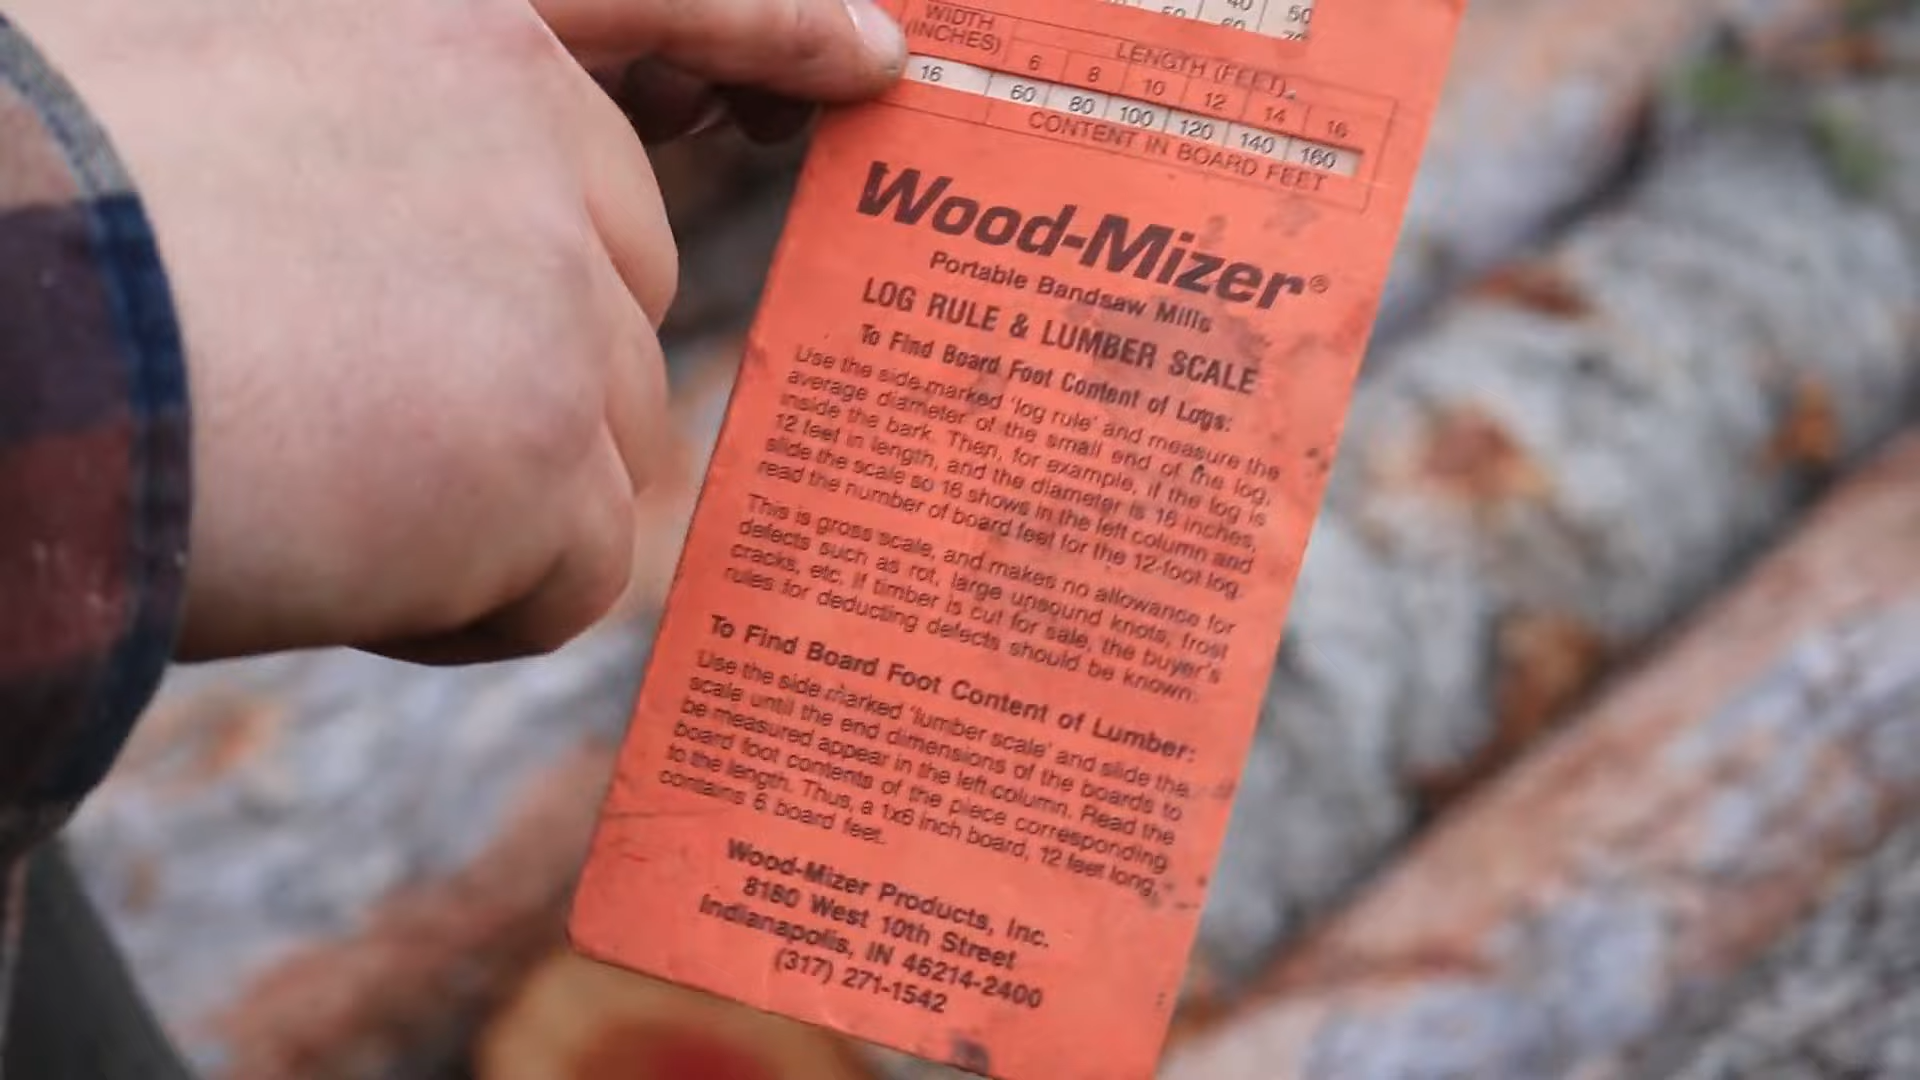 40 50
50 60 70
WIDTH
(INCHES)
LENGTH (FEET)
6 8 10 12 14 16
16 60 80 100 120 140 160
CONTENT IN BOARD FEET
Wood-Mizer®
Portable Bandsaw Mills
LOG RULE & LUMBER SCALE
To Find Board Foot Content of Logs:
Use the side marked 'log rule' and measure the
average diameter of the small end of the log,
inside the bark. Then, for example, if the log is
12 feet in length, and the diameter is 16 inches,
slide the scale so 16 shows in the left column and
read the number of board feet for the 12-foot log.
This is gross scale, and makes no allowance for
defects such as rot, large unsound knots, frost
cracks, etc. If timber is cut for sale, the buyer's
rules for deducting defects should be known.
To Find Board Foot Content of Lumber:
Use the side marked 'lumber scale' and slide the
scale until the end dimensions of the boards to
be measured appear in the left column. Read the
board foot contents of the piece corresponding
to the length. Thus, a 1x6 inch board, 12 feet long,
contains 6 board feet.
Wood-Mizer Products, Inc.
8180 West 10th Street
Indianapolis, IN 46214-2400
(317) 271-1542